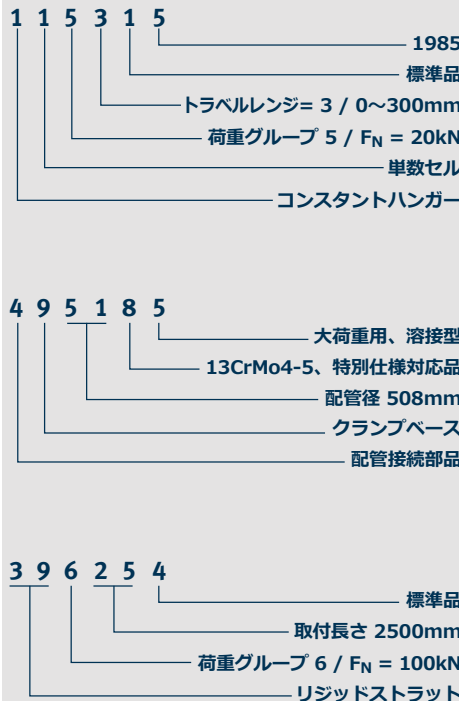 1 1 5 3 1 5
1985
標準品
トラベルレンジ= 3 / 0～300mm
荷重グループ 5 / FN = 20kN
単数セル
コンスタントハンガー
4 9 5 1 8 5
大荷重用、溶接型
13CrMo4-5、特別仕様対応品
配管径 508mm
クランプベース
配管接続部品
3 9 6 2 5 4
標準品
取付長さ 2500mm
荷重グループ 6 / FN = 100kN
リジッドストラット